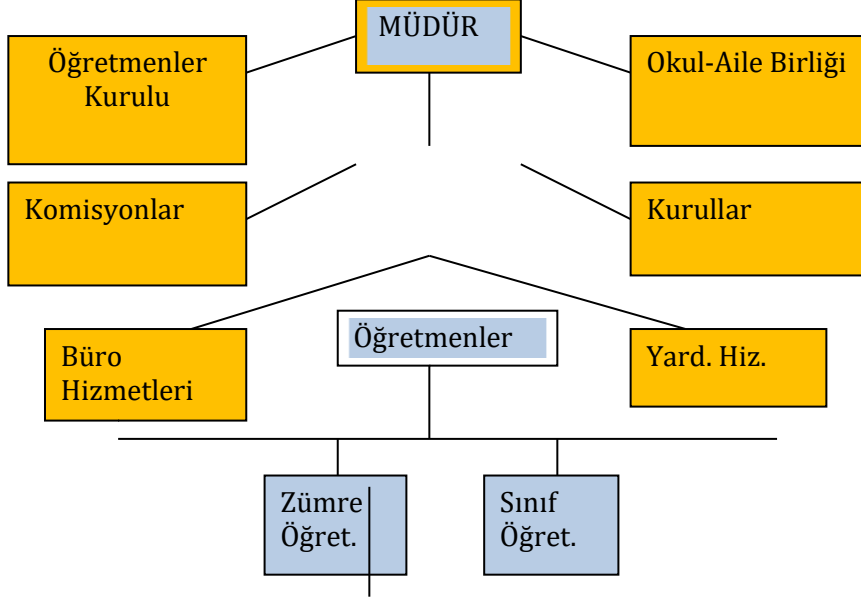 MÜDÜR
Öğretmenler
Kurulu
Okul-Aile Birliği
Komisyonlar
Kurullar
Büro
Hizmetleri
Öğretmenler
Yard. Hiz.
Zümre
Öğret.
Sınıf
Öğret.